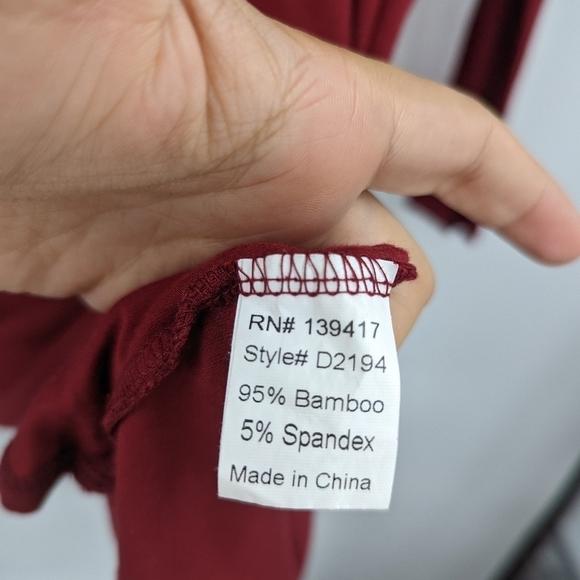 RN# 139417
Style# D2194
95% Bamboo
5% Spandex
Made in China